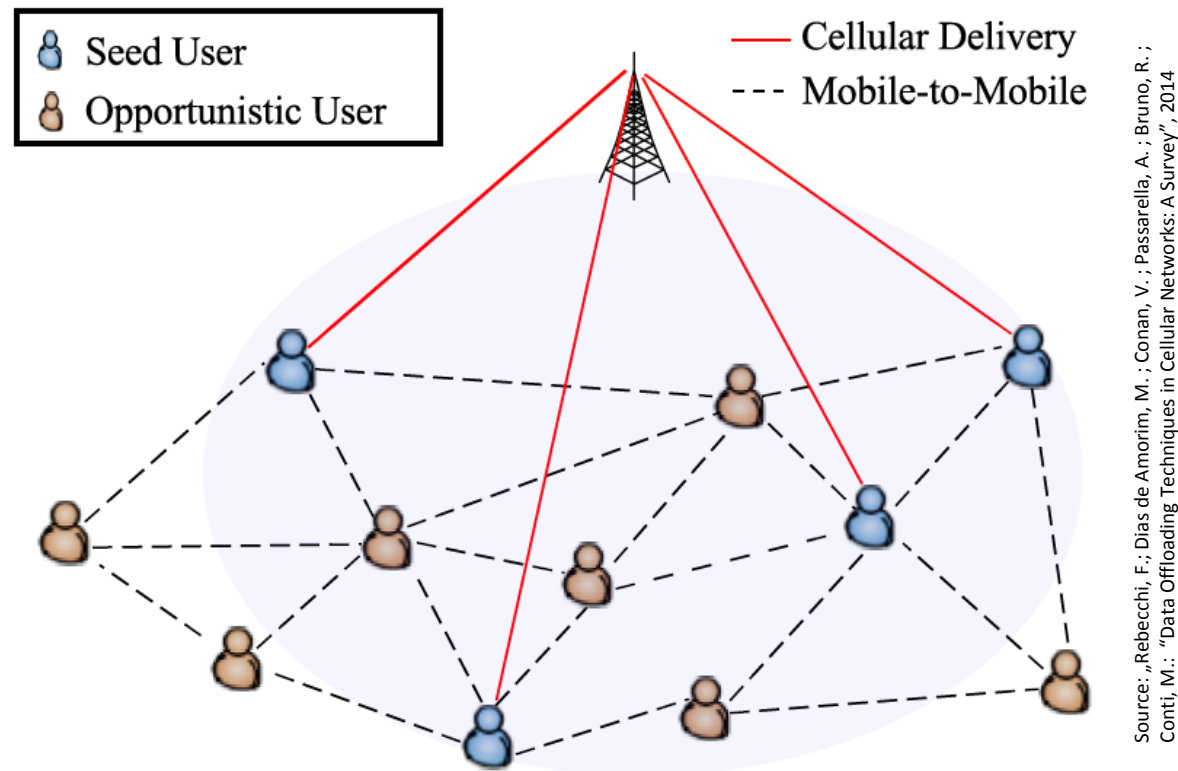 Seed User
Opportunistic User
Cellular Delivery
Mobile-to-Mobile
Source: „Rebecchi, F.; Dias de Amorim, M. ; Conan, V. ; Passarella, A. ; Bruno, R. ;
Conti, M.: “Data Offloading Techniques in Cellular Networks: A Survey”, 2014